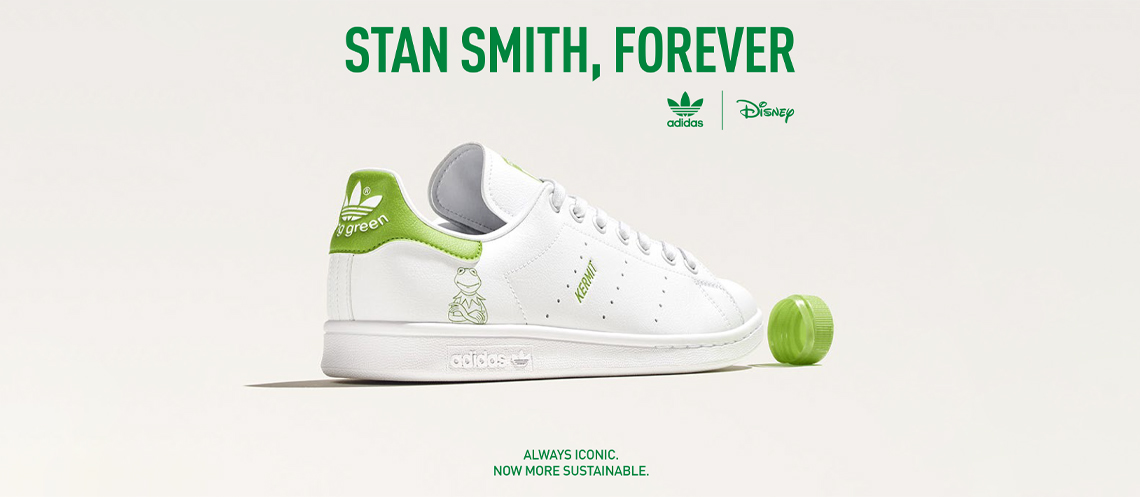 STAN SMITH, FOREVER
adidas
Disney
®
g green
KERMIT
adidas
ALWAYS ICONIC.
NOW MORE SUSTAINABLE.